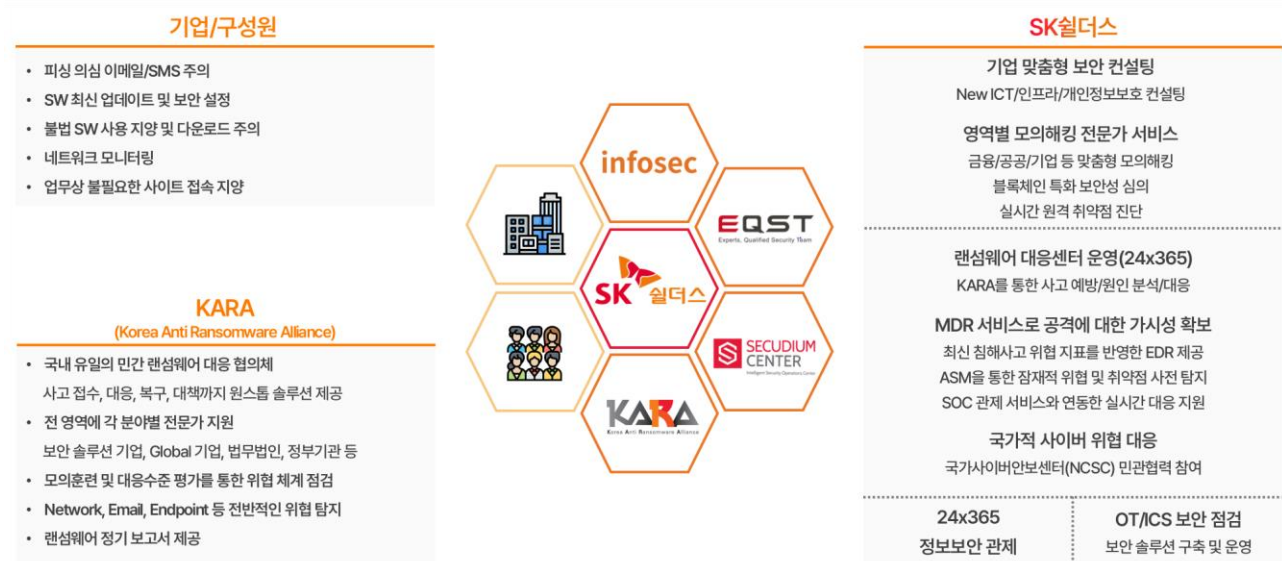 기업/구성원
• 피싱 의심 이메일/SMS 주의
• SW 최신 업데이트 및 보안 설정
• 불법 SW 사용 지양 및 다운로드 주의
• 네트워크 모니터링
• 업무상 불필요한 사이트 접속 지양
KARA
(Korea Anti Ransomware Alliance)
• 국내 유일의 민간 랜섬웨어 대응 협의체
사고 접수, 대응, 복구, 대책까지 원스톱 솔루션 제공
• 전 영역에 각 분야별 전문가 지원
보안 솔루션 기업, Global 기업, 법무법인, 정부기관 등
• 모의훈련 및 대응수준 평가를 통한 위협 체계 점검
• Network, Email, Endpoint 등 전반적인 위협 탐지
• 랜섬웨어 정기 보고서 제공
infosec
EQST
Experts, Qualified Security Team
SK 쉴더스
SECUDIUM
CENTER
Intelligent Security Operations Center
KARA
Korea Anti Ransomware Alliance
SK쉴더스
기업 맞춤형 보안 컨설팅
New ICT/인프라/개인정보보호 컨설팅
영역별 모의해킹 전문가 서비스
금융/공공/기업 등 맞춤형 모의해킹
블록체인 특화 보안성 심의
실시간 원격 취약점 진단
랜섬웨어 대응센터 운영(24x365)
KARA를 통한 사고 예방/원인 분석/대응
MDR 서비스로 공격에 대한 가시성 확보
최신 침해사고 위협 지표를 반영한 EDR 제공
ASM을 통한 잠재적 위협 및 취약점 사전 탐지
SOC 관제 서비스와 연동한 실시간 대응 지원
국가적 사이버 위협 대응
국가사이버안보센터(NCSC) 민관협력 참여
24x365
정보보안 관제
OT/ICS 보안 점검
보안 솔루션 구축 및 운영